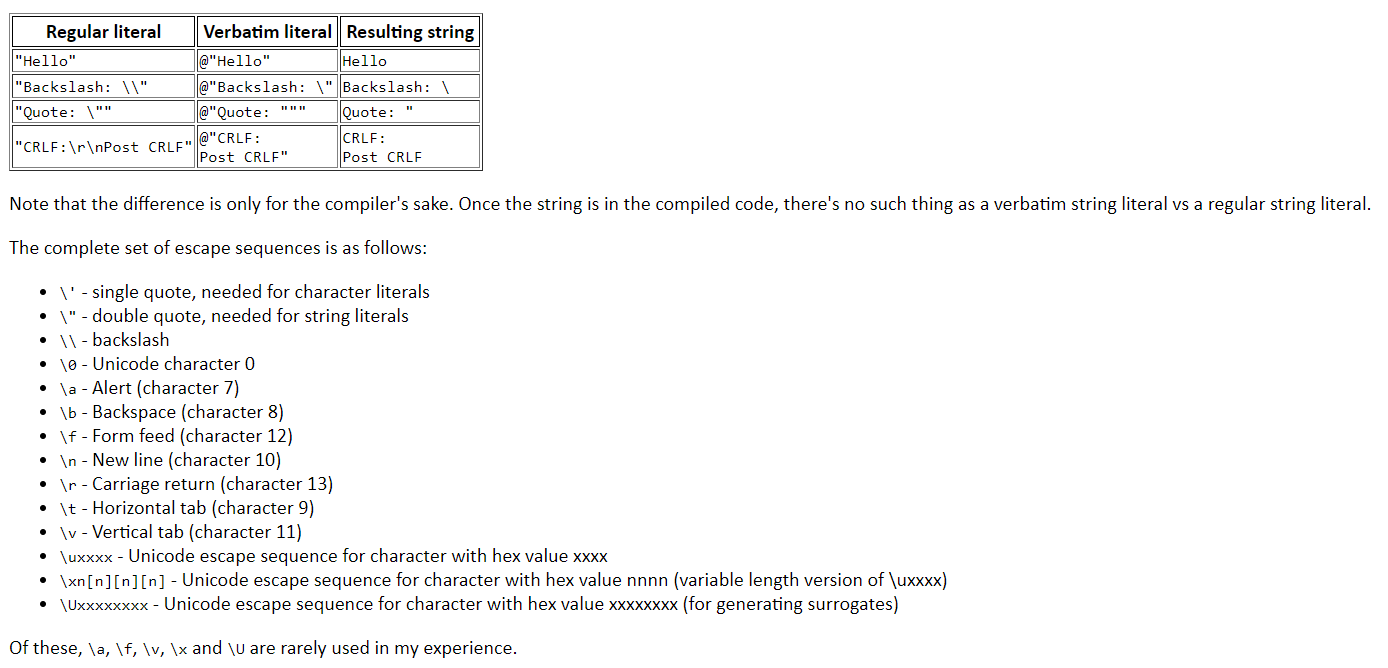 Regular literal Verbatim literal Resulting string
"Hello" @"Hello" Hello
"Backslash: \\" @"Backslash: \" Backslash: \
"Quote: \"" @"Quote: """ Quote: "
"CRLF:\r\nPost CRLF" @"CRLF:
Post CRLF" CRLF:
Post CRLF
Note that the difference is only for the compiler's sake. Once the string is in the compiled code, there's no such thing as a verbatim string literal vs a regular string literal.
The complete set of escape sequences is as follows:
• \' - single quote, needed for character literals
• \" - double quote, needed for string literals
• \\ - backslash
• \0 - Unicode character 0
• \a - Alert (character 7)
• \b - Backspace (character 8)
• \f - Form feed (character 12)
• \n - New line (character 10)
• \r - Carriage return (character 13)
• \t - Horizontal tab (character 9)
• \v - Vertical tab (character 11)
• \uxxxx - Unicode escape sequence for character with hex value xxxx
• \xn[n][n][n] - Unicode escape sequence for character with hex value nnnn (variable length version of \uxxxx)
• \Uxxxxxxxx - Unicode escape sequence for character with hex value xxxxxxxx (for generating surrogates)
Of these, \a, \f, \v, \x and \U are rarely used in my experience.